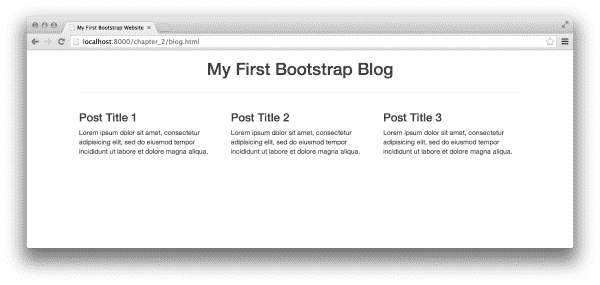 My First Bootstrap Website
localhost:8000/chapter_2/blog.html
My First Bootstrap Blog
Post Title 1
Lorem ipsum dolor sit amet, consectetur
adipisicing elit, sed do eiusmod tempor
incididunt ut labore et dolore magna aliqua.
Post Title 2
Lorem ipsum dolor sit amet, consectetur
adipisicing elit, sed do eiusmod tempor
incididunt ut labore et dolore magna aliqua.
Post Title 3
Lorem ipsum dolor sit amet, consectetur
adipisicing elit, sed do eiusmod tempor
incididunt ut labore et dolore magna aliqua.